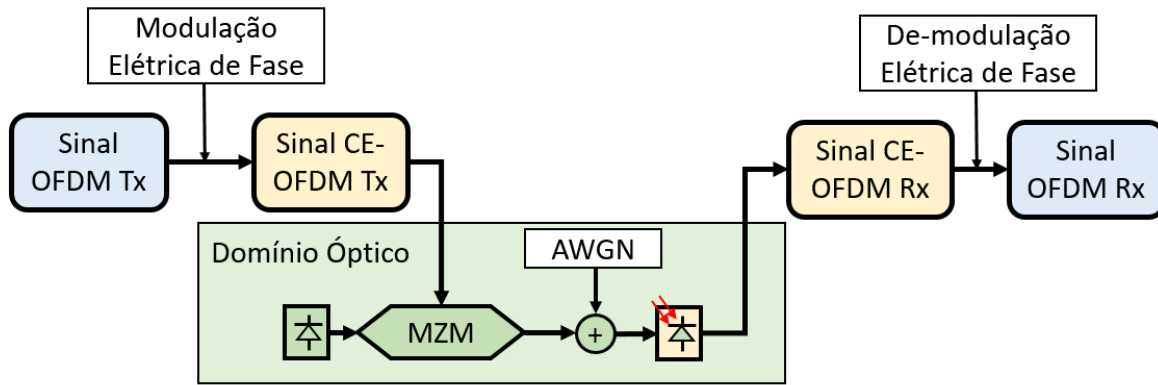 Modulação
Elétrica de Fase
De-modulação
Elétrica de Fase
Sinal
OFDM Tx
Sinal CE-
OFDM Tx
Sinal CE-
OFDM Rx
Sinal
OFDM Rx
Domínio Óptico
AWGN
MZM
+